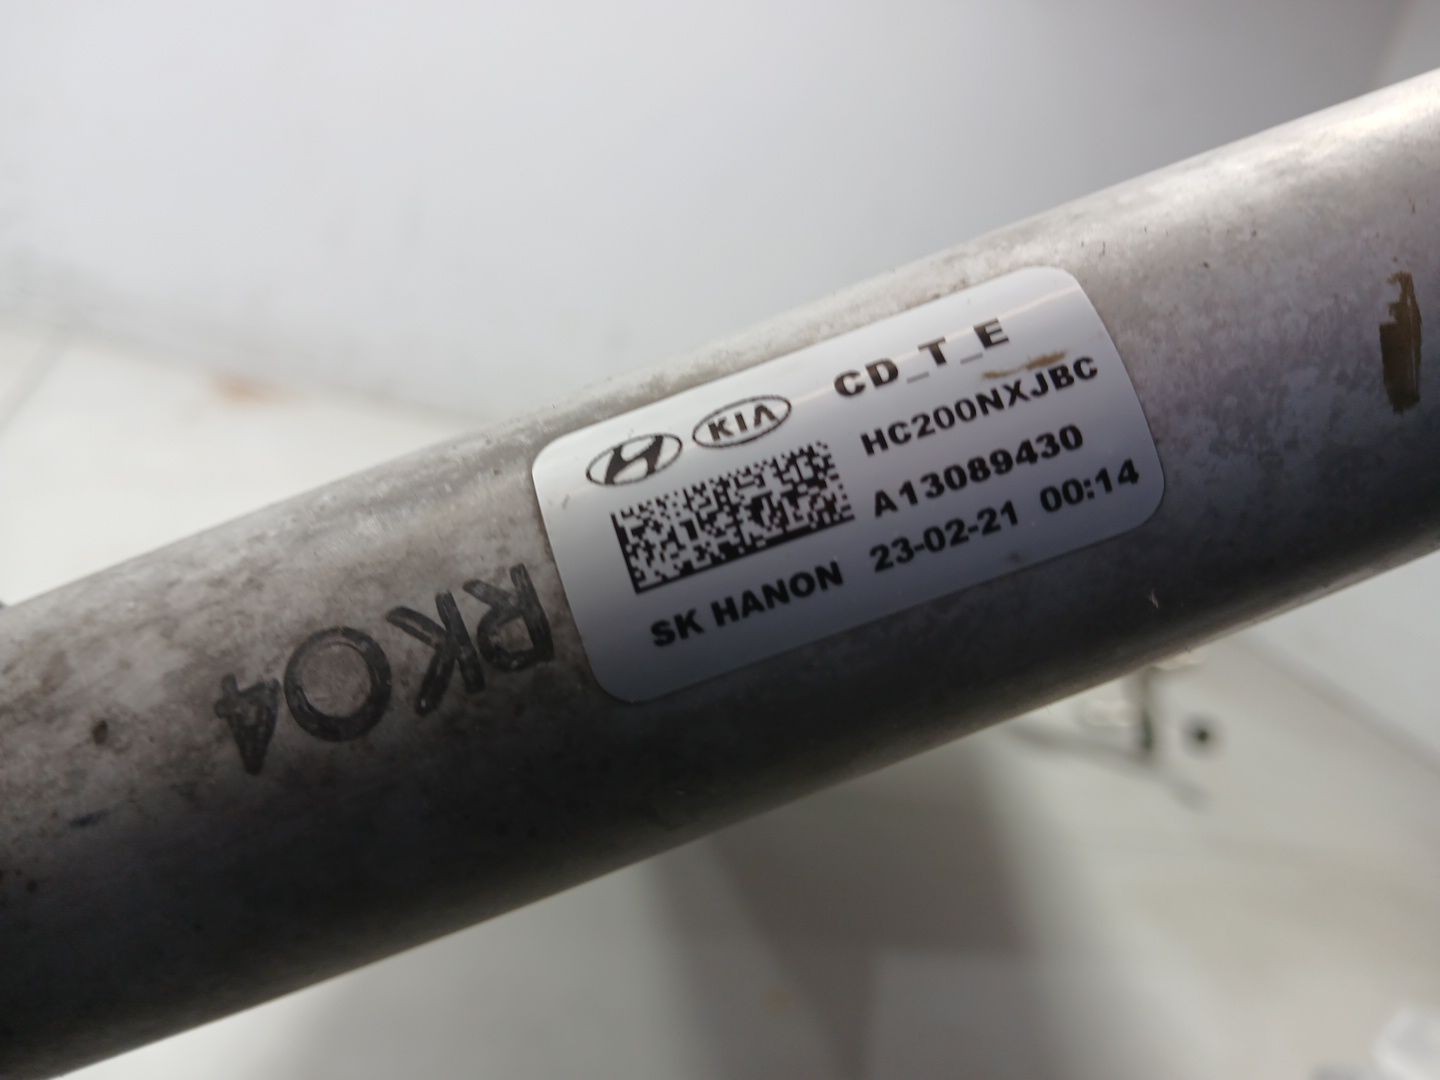 H KIA CD_T_E
HC200NXJBC
A13089430
SK HANON 23-02-21 00:14
RK04